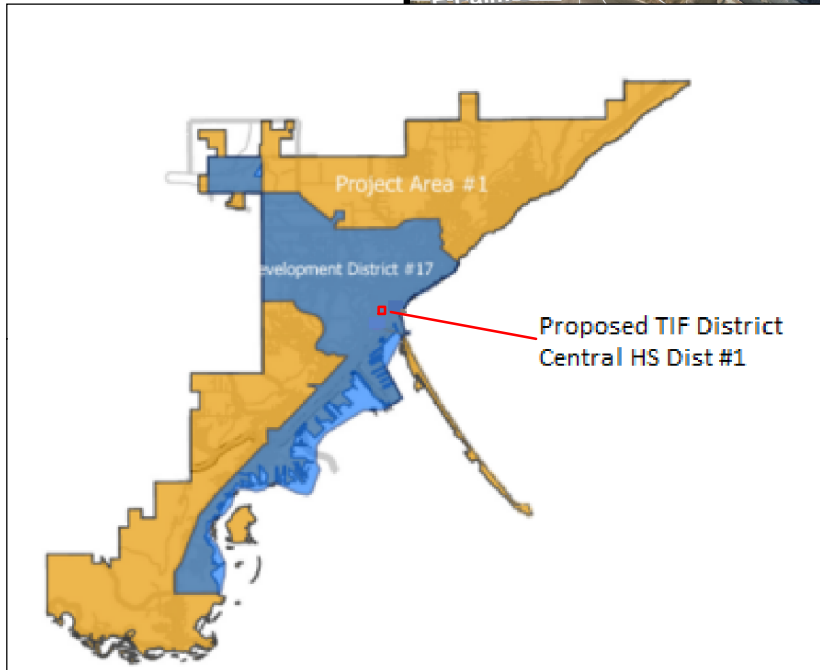 Project Area #1
evelopment District #17
Proposed TIF District
Central HS Dist #1